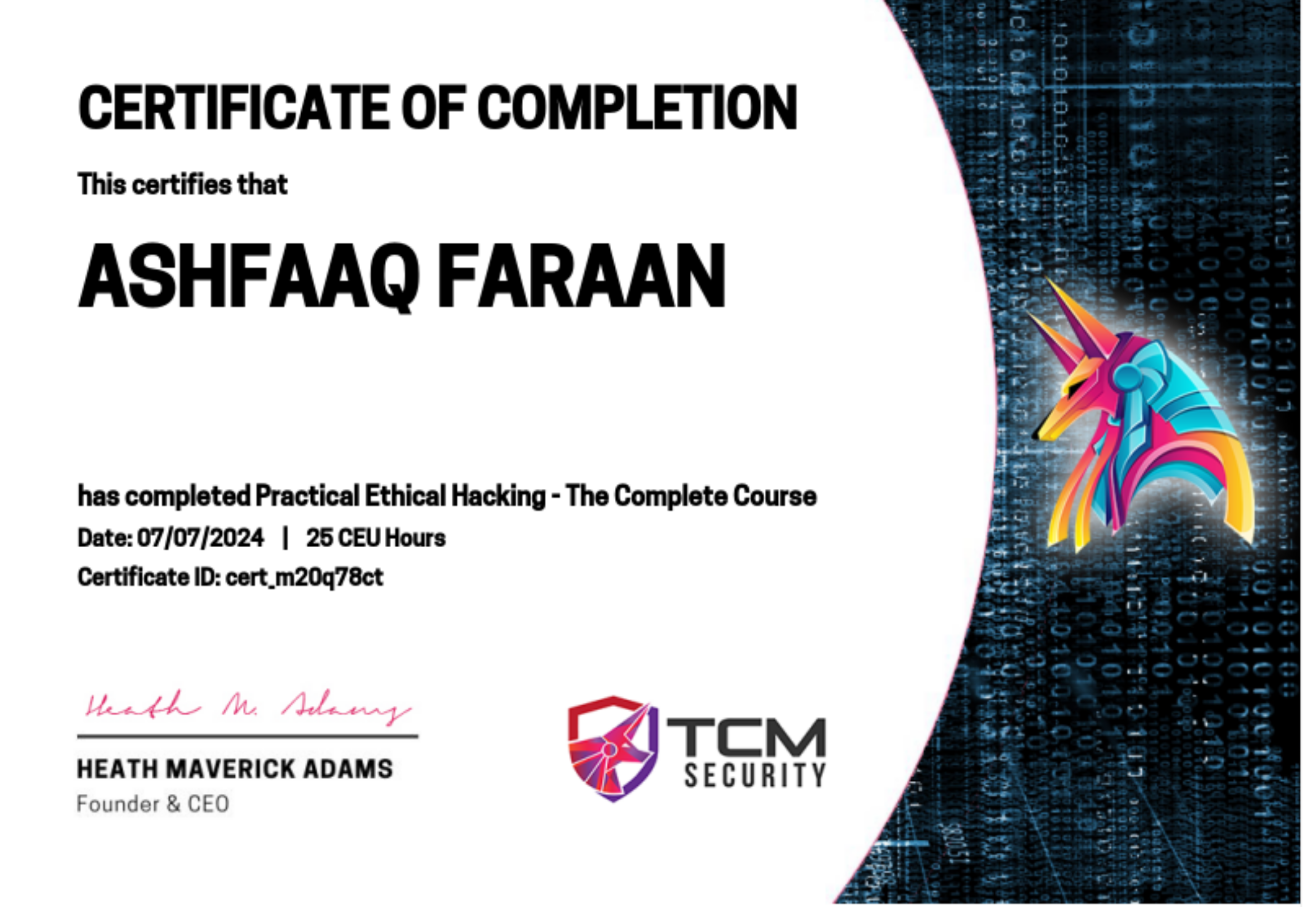 CERTIFICATE OF COMPLETION
This certifies that
ASHFAAQ FARAAN
has completed Practical Ethical Hacking - The Complete Course
Date: 07/07/2024 | 25 CEU Hours
Certificate ID: cert_m20q78ct
Heath M. Adams
HEATH MAVERICK ADAMS
Founder & CEO
TCM
SECURITY